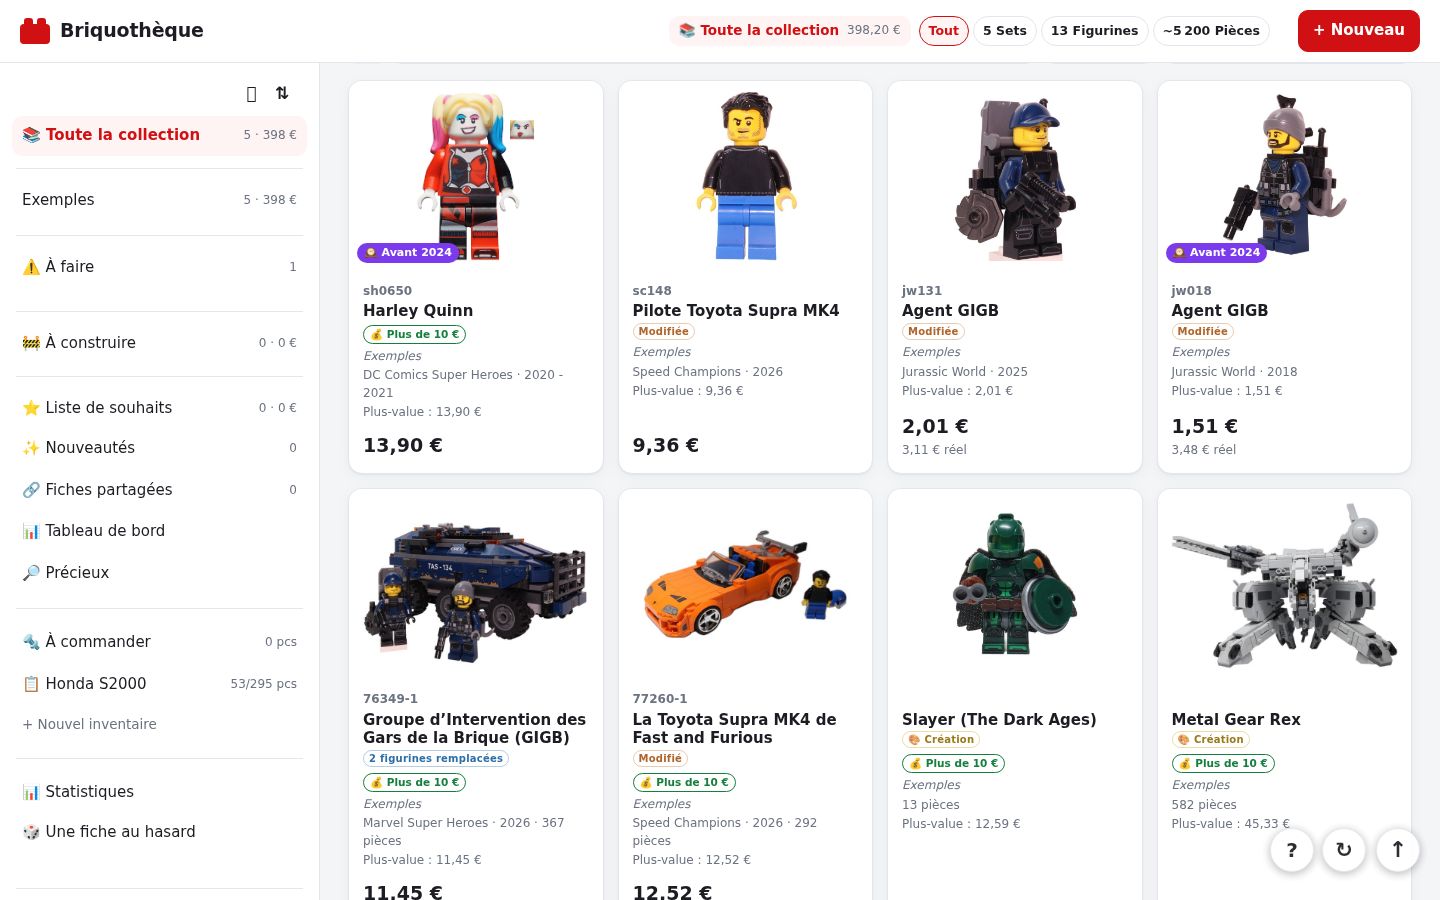 Briquothèque
📚 Toute la collection 398,20 €
Tout
5 Sets
13 Figurines
~5 200 Pièces
+ Nouveau
⇅
📚 Toute la collection 5 · 398 €
Exemples 5 · 398 €
⚠️ À faire 1
🚧 À construire 0 · 0 €
⭐ Liste de souhaits 0 · 0 €
✨ Nouveautés 0
🔗 Fiches partagées 0
📊 Tableau de bord
🔎 Précieux
🔩 À commander 0 pcs
📋 Honda S2000 53/295 pcs
+ Nouvel inventaire
📊 Statistiques
🎲 Une fiche au hasard
🕰️ Avant 2024
sh0650
Harley Quinn
💰 Plus de 10 €
Exemples
DC Comics Super Heroes · 2020 -
2021
Plus-value : 13,90 €
13,90 €
sc148
Pilote Toyota Supra MK4
Modifiée
Exemples
Speed Champions · 2026
Plus-value : 9,36 €
9,36 €
jw131
Agent GIGB
Modifiée
Exemples
Jurassic World · 2025
Plus-value : 2,01 €
2,01 €
3,11 € réel
🕰️ Avant 2024
jw018
Agent GIGB
Modifiée
Exemples
Jurassic World · 2018
Plus-value : 1,51 €
1,51 €
3,48 € réel
TAS-134
76349-1
Groupe d’Intervention des
Gars de la Brique (GIGB)
2 figurines remplacées
💰 Plus de 10 €
Exemples
Marvel Super Heroes · 2026 · 367
pièces
Plus-value : 11,45 €
11,45 €
77260-1
La Toyota Supra MK4 de
Fast and Furious
Modifié
💰 Plus de 10 €
Exemples
Speed Champions · 2026 · 292
pièces
Plus-value : 12,52 €
12,52 €
Slayer (The Dark Ages)
🎨 Création
💰 Plus de 10 €
Exemples
13 pièces
Plus-value : 12,59 €
Metal Gear Rex
🎨 Création
💰 Plus de 10 €
Exemples
582 pièces
Plus-value : 45,33 €
? ↻ ↑